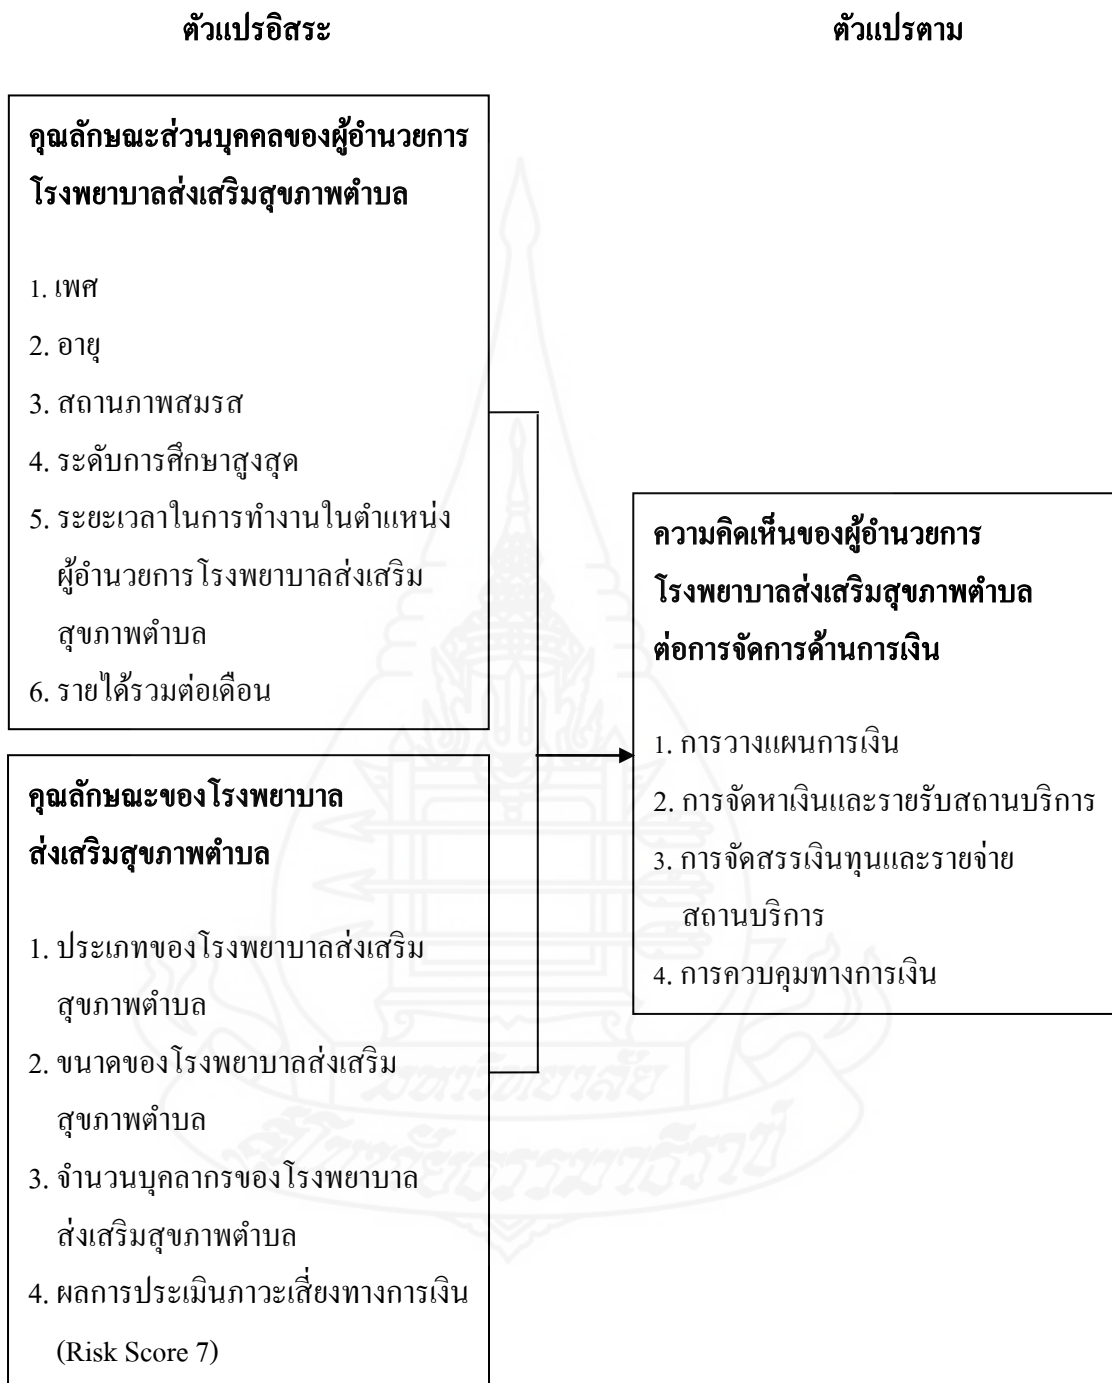 ตัวแปรอิสระ
ตัวแปรตาม
คุณลักษณะส่วนบุคคลของผู้อำนวยการ
โรงพยาบาลส่งเสริมสุขภาพตำบล
1. เพศ
2. อายุ
3. สถานภาพสมรส
4. ระดับการศึกษาสูงสุด
5. ระยะเวลาในการทำงานในตำแหน่ง
ผู้อำนวยการโรงพยาบาลส่งเสริม
สุขภาพตำบล
6. รายได้รวมต่อเดือน
คุณลักษณะของโรงพยาบาล
ส่งเสริมสุขภาพตำบล
1. ประเภทของโรงพยาบาลส่งเสริม
สุขภาพตำบล
2. ขนาดของโรงพยาบาลส่งเสริม
สุขภาพตำบล
3. จำนวนบุคลากรของโรงพยาบาล
ส่งเสริมสุขภาพตำบล
4. ผลการประเมินภาวะเสี่ยงทางการเงิน
(Risk Score 7)
ความคิดเห็นของผู้อำนวยการ
โรงพยาบาลส่งเสริมสุขภาพตำบล
ต่อการจัดการด้านการเงิน
1. การวางแผนการเงิน
2. การจัดหาเงินและรายรับสถานบริการ
3. การจัดสรรเงินทุนและรายจ่าย
สถานบริการ
4. การควบคุมทางการเงิน
มหาวิทยาลัย
สุโขทัยธรรมาธิราช